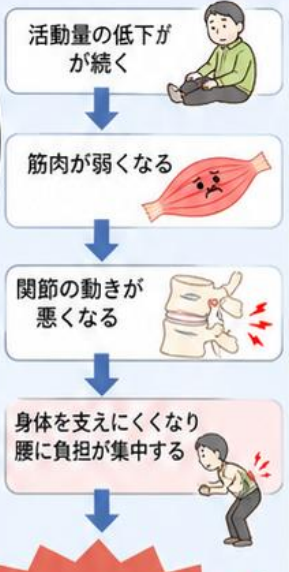 活動量の低下が
が続く
筋肉が弱くなる
関節の動きが
悪くなる
身体を支えにくくなり
腰に負担が集中する